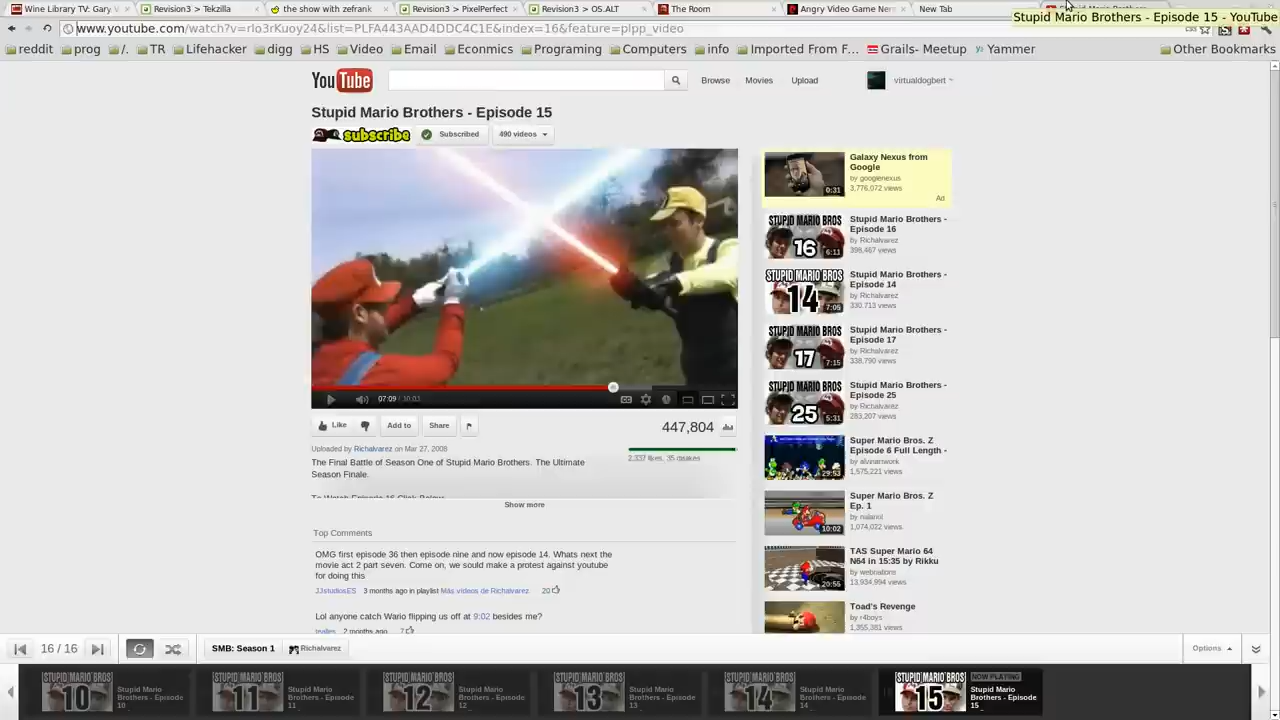 Wine Library TV: Gary V
Revision3 > Tekzilla
the show with zefrank
Revision3 > PixelPerfect
Revision3 > OS.ALT
The Room
Angry Video Game Ner
New Tab
Stupid Mario Brothers - Episode 15 - YouTube
www.youtube.com/watch?v=rlo3rKuoy24&list=PLFA443AAD4DDC4C1E&index=16&feature=plpp_video
reddit
prog
/.
TR
Lifehacker
digg
HS
Video
Email
Econmics
Programing
Computers
info
Imported From F...
Grails- Meetup
Yammer
Other Bookmarks
YouTube
Browse
Movies
Upload
virtualdogbert
Stupid Mario Brothers - Episode 15
subscribe
Subscribed
490 videos
07:09 / 10:01
Like
Add to
Share
447,804
Uploaded by Richalvarez on Mar 27, 2008
2,337 likes, 35 dislikes
The Final Battle of Season One of Stupid Mario Brothers. The Ultimate
Season Finale.
To Watch Episode 16 Click Below
Show more
Top Comments
OMG first episode 36 then episode nine and now episode 14. Whats next the
movie act 2 part seven. Come on, we could make a protest against youtube
for doing this
JJstudiosES 3 months ago in playlist Más vídeos de Richalvarez 20
Lol anyone catch Wario flipping us off at 9:02 besides me?
2 months ago 7
Galaxy Nexus from
Google
by googlenexus
3,776,072 views
Ad
0:31
STUPID MARIO BROS
16
6:11
Stupid Mario Brothers -
Episode 16
by Richalvarez
398,467 views
STUPID MARIO BROS
14
7:05
Stupid Mario Brothers -
Episode 14
by Richalvarez
330,713 views
STUPID MARIO BROS
17
7:15
Stupid Mario Brothers -
Episode 17
by Richalvarez
338,790 views
STUPID MARIO BROS
25
5:31
Stupid Mario Brothers -
Episode 25
by Richalvarez
283,207 views
29:53
Super Mario Bros. Z
Episode 6 Full Length -
by alvinanwork
1,575,221 views
10:02
Super Mario Bros. Z
Ep. 1
1,074,022 views
20:55
TAS Super Mario 64
N64 in 15:35 by Rikku
by webnations
13,934,994 views
Toad's Revenge
by r4boys
1,355,381 views
16 / 16
SMB: Season 1
Richalvarez
Options
STUPID MARIO BROS
10
Stupid Mario
Brothers - Episode
10
STUPID MARIO BROS
11
Stupid Mario
Brothers - Episode
11
STUPID MARIO BROS
12
Stupid Mario
Brothers - Episode
12
STUPID MARIO BROS
13
Stupid Mario
Brothers - Episode
13
STUPID MARIO BROS
14
Stupid Mario
Brothers - Episode
14
STUPID MARIO BROS
15
NOW PLAYING
Stupid Mario
Brothers - Episode
15